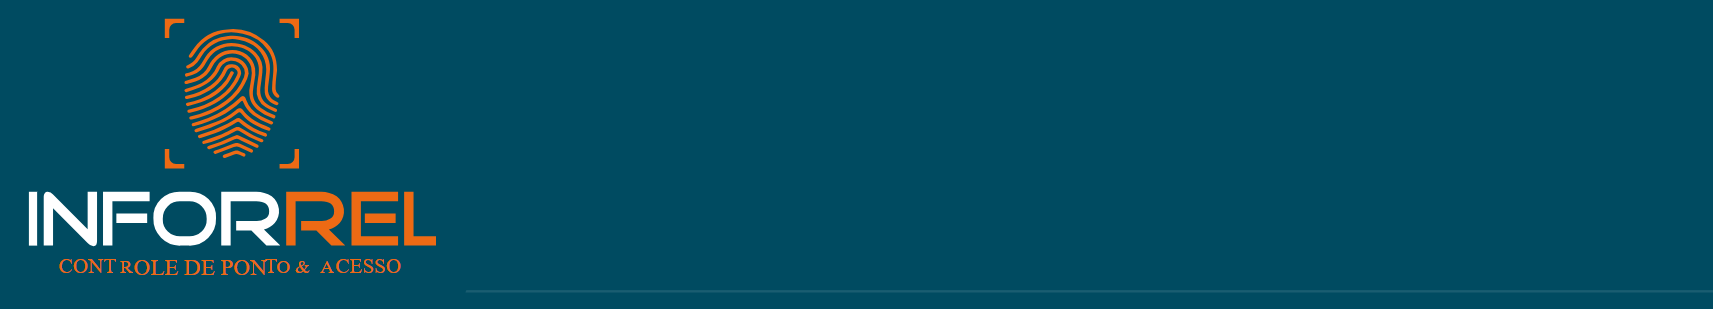 INFORREL
CONTROLE DE PONTO & ACESSO